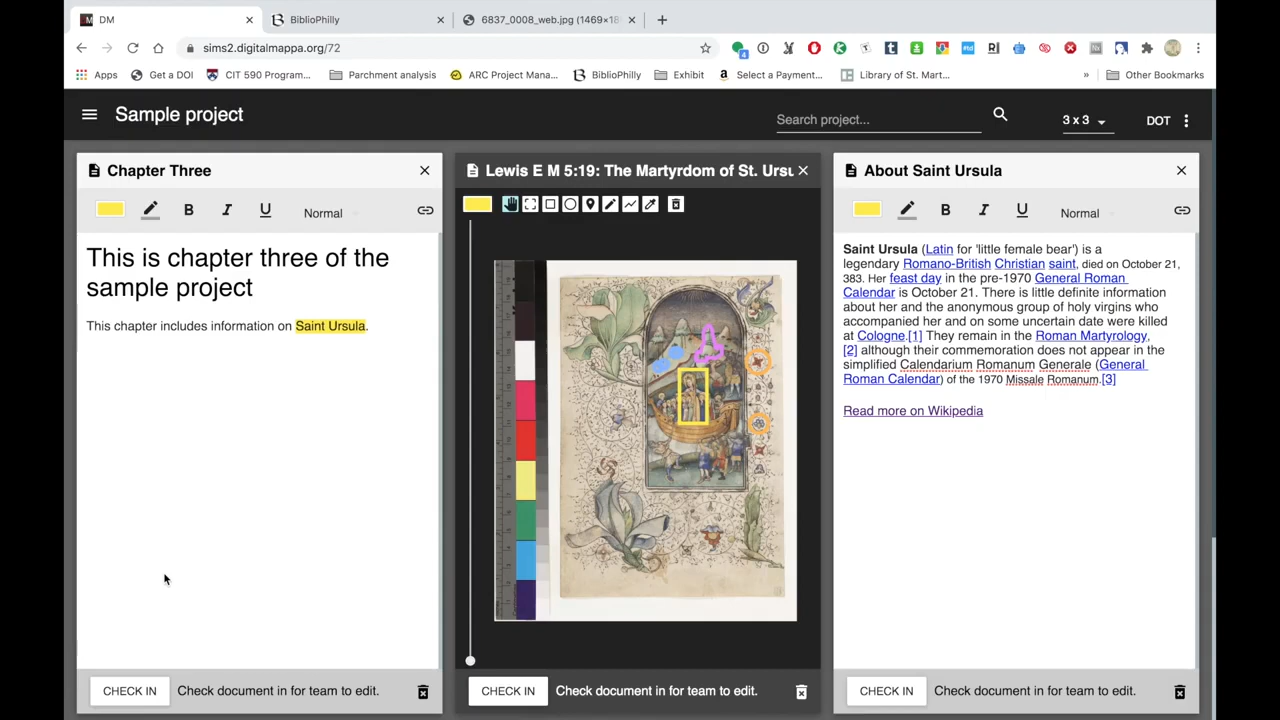 DM
BiblioPhilly
6837_0008_web.jpg (1469×18
sims2.digitalmappa.org/72
Apps
Get a DOI
CIT 590 Program...
Parchment analysis
ARC Project Mana...
BiblioPhilly
Exhibit
Select a Payment...
Library of St. Mart...
»
Other Bookmarks
Sample project
Search project...
3 x 3
DOT
Chapter Three
B I U Normal
This is chapter three of the
sample project
This chapter includes information on Saint Ursula.
CHECK IN
Check document in for team to edit.
Lewis E M 5:19: The Martyrdom of St. Ursu
CHECK IN
Check document in for team to edit.
About Saint Ursula
B I U Normal
Saint Ursula (Latin for 'little female bear') is a
legendary Romano-British Christian saint, died on October 21,
383. Her feast day in the pre-1970 General Roman
Calendar is October 21. There is little definite information
about her and the anonymous group of holy virgins who
accompanied her and on some uncertain date were killed
at Cologne.[1] They remain in the Roman Martyrology,
[2] although their commemoration does not appear in the
simplified Calendarium Romanum Generale (General
Roman Calendar) of the 1970 Missale Romanum.[3]
Read more on Wikipedia
CHECK IN
Check document in for team to edit.